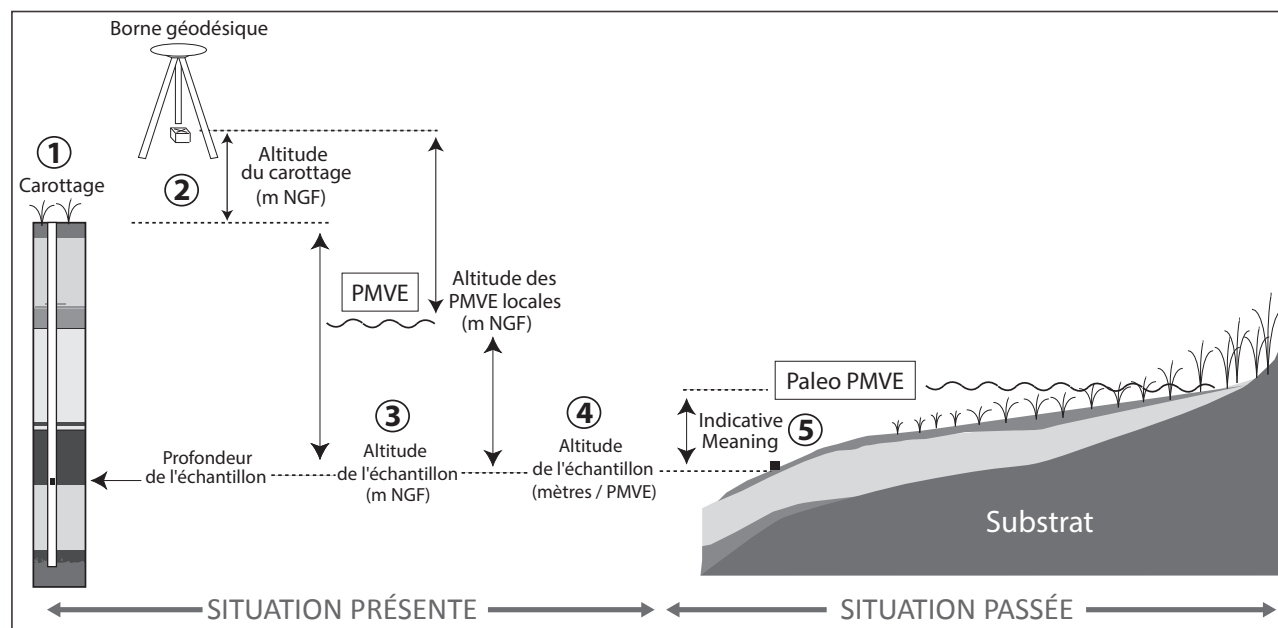 Borne géodésique
①
Carottage
②
Altitude
du carottage
(m NGF)
PMVE
Altitude des
PMVE locales
(m NGF)
Profondeur
de l'échantillon
③
Altitude
de l'échantillon
(m NGF)
④
Altitude
de l'échantillon
(mètres / PMVE)
Paleo PMVE
Indicative
Meaning
⑤
Substrat
SITUATION PRÉSENTE
SITUATION PASSÉE